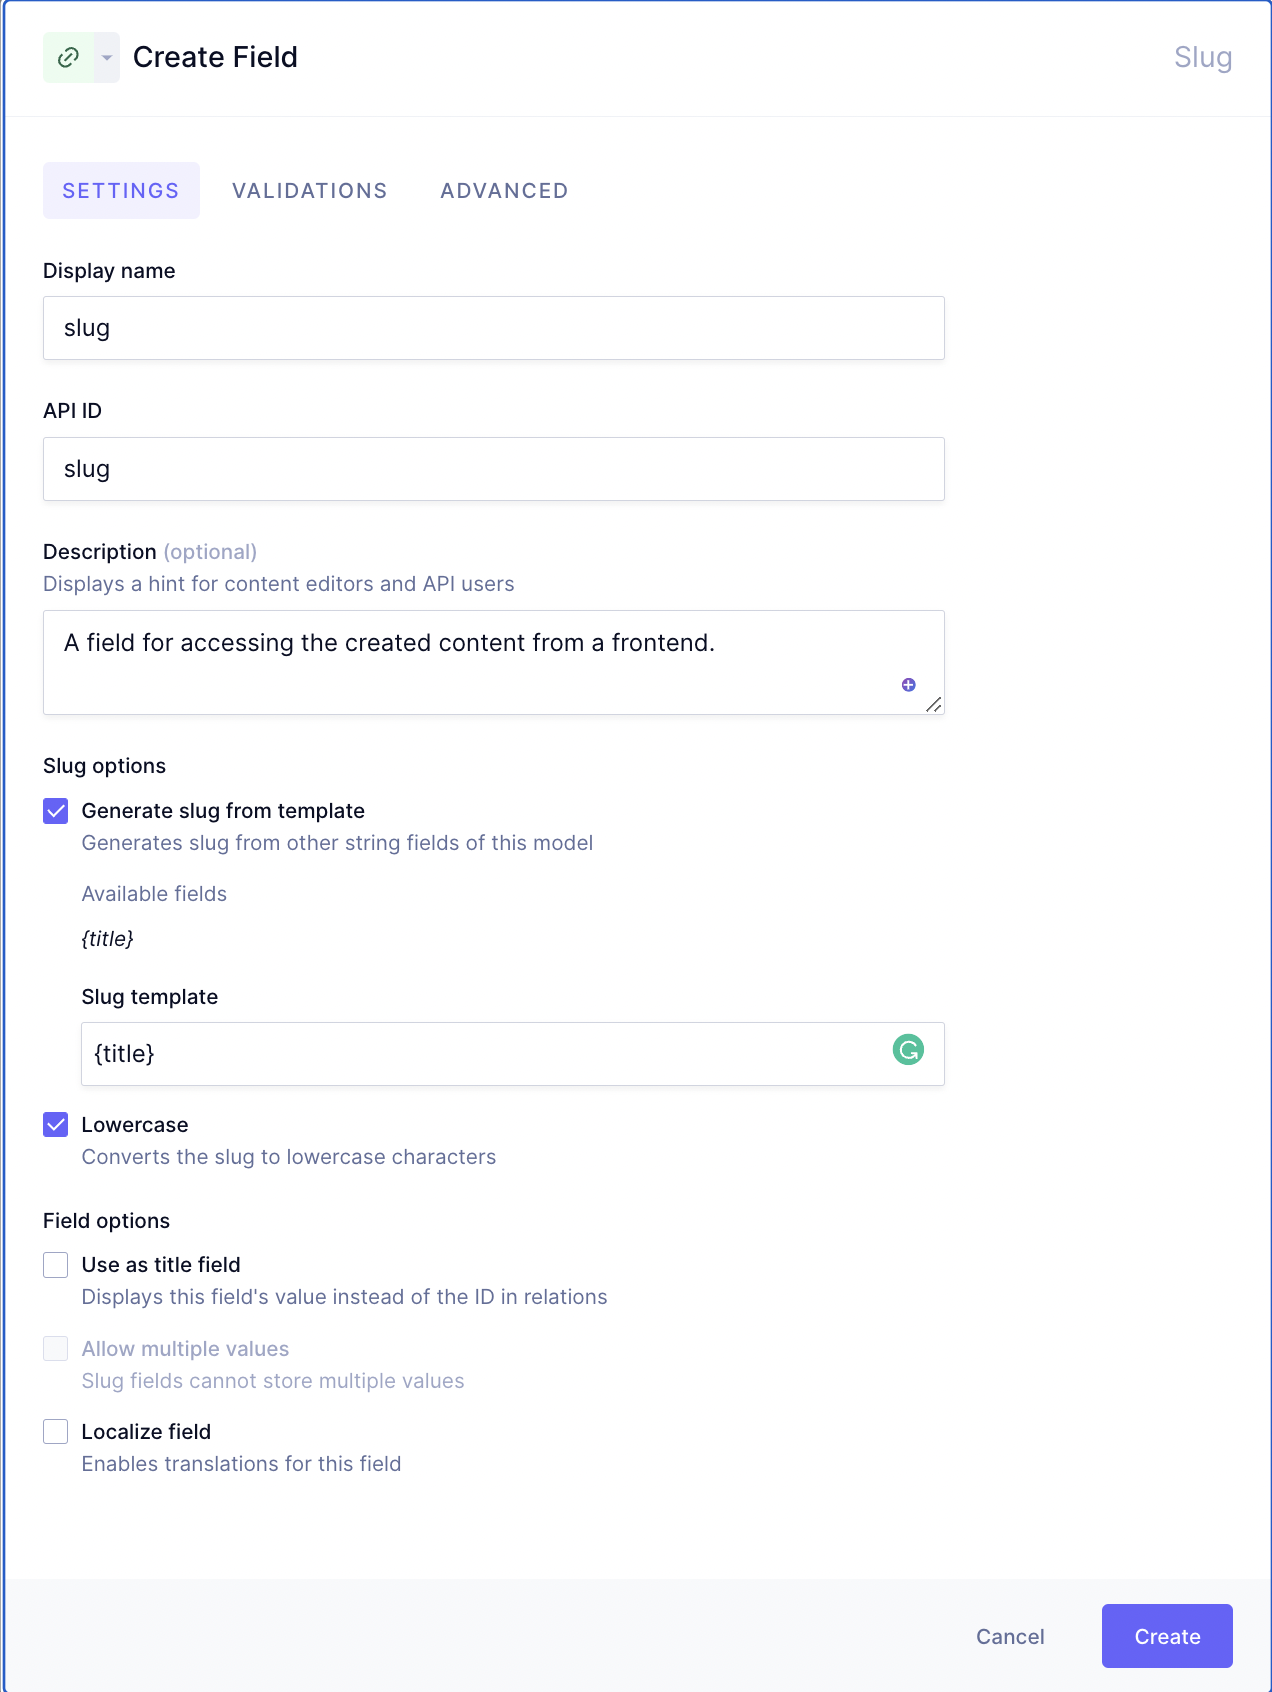 Create Field
Slug
SETTINGS VALIDATIONS ADVANCED
Display name
slug
API ID
slug
Description (optional)
Displays a hint for content editors and API users
A field for accessing the created content from a frontend.
Slug options
Generate slug from template
Generates slug from other string fields of this model
Available fields
{title}
Slug template
{title}
Lowercase
Converts the slug to lowercase characters
Field options
Use as title field
Displays this field's value instead of the ID in relations
Allow multiple values
Slug fields cannot store multiple values
Localize field
Enables translations for this field
Cancel Create